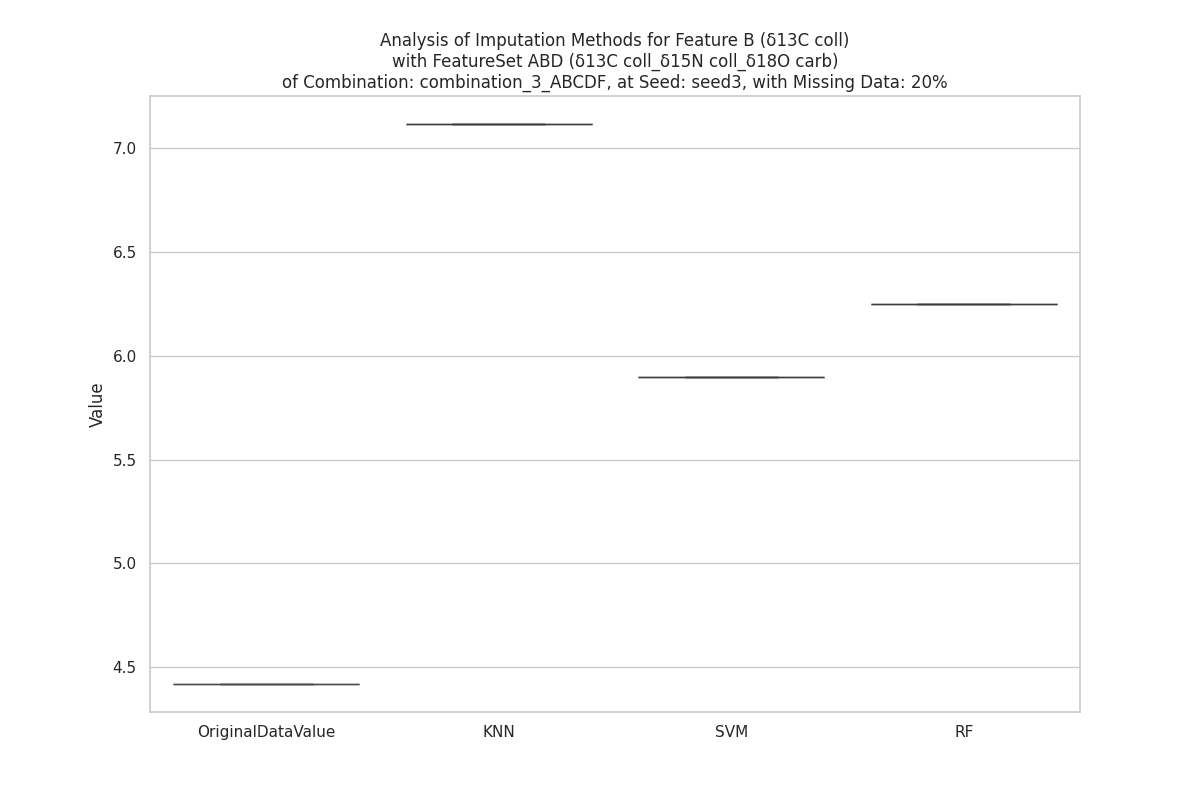 Analysis of Imputation Methods for Feature B (δ13C coll)
with FeatureSet ABD (δ13C coll_δ15N coll_δ18O carb)
of Combination: combination_3_ABCDF, at Seed: seed3, with Missing Data: 20%
7.0
6.5
6.0
5.5
5.0
4.5
Value
OriginalDataValue KNN SVM RF